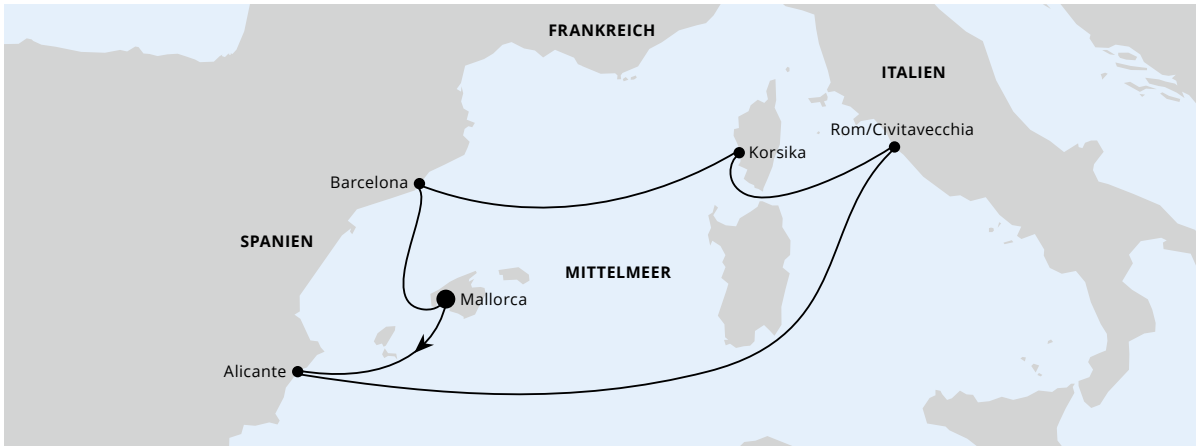 FRANKREICH
ITALIEN
Rom/Civitavecchia
Korsika
Barcelona
SPANIEN
MITTELMEER
Mallorca
Alicante